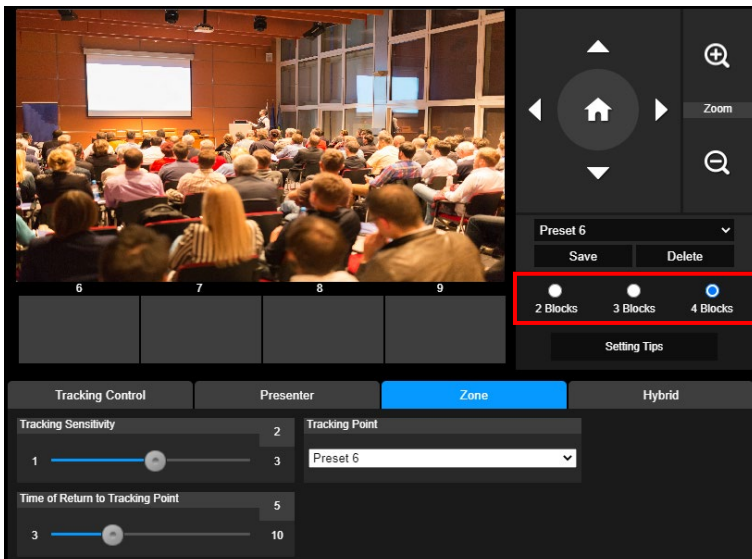 Zoom
Preset 6
Save Delete
6 7 8 9
2 Blocks 3 Blocks 4 Blocks
Setting Tips
Tracking Control Presenter Zone Hybrid
Tracking Sensitivity 2 Tracking Point
1 3 Preset 6
Time of Return to Tracking Point 5
3 10